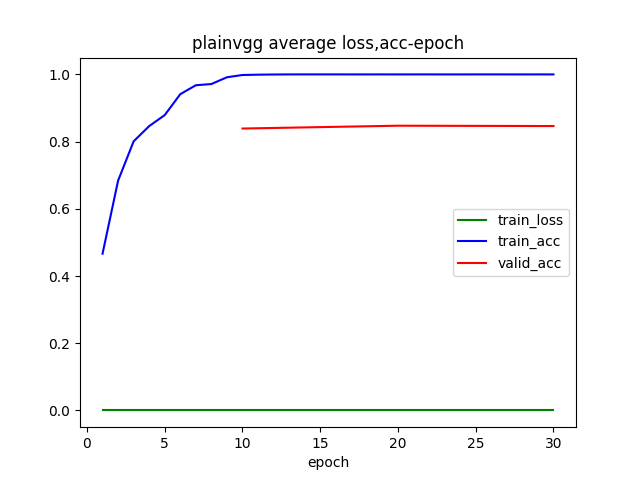 plainvgg average loss,acc-epoch
1.0
0.8
0.6
0.4
0.2
0.0
train_loss
train_acc
valid_acc
0 5 10 15 20 25 30
epoch